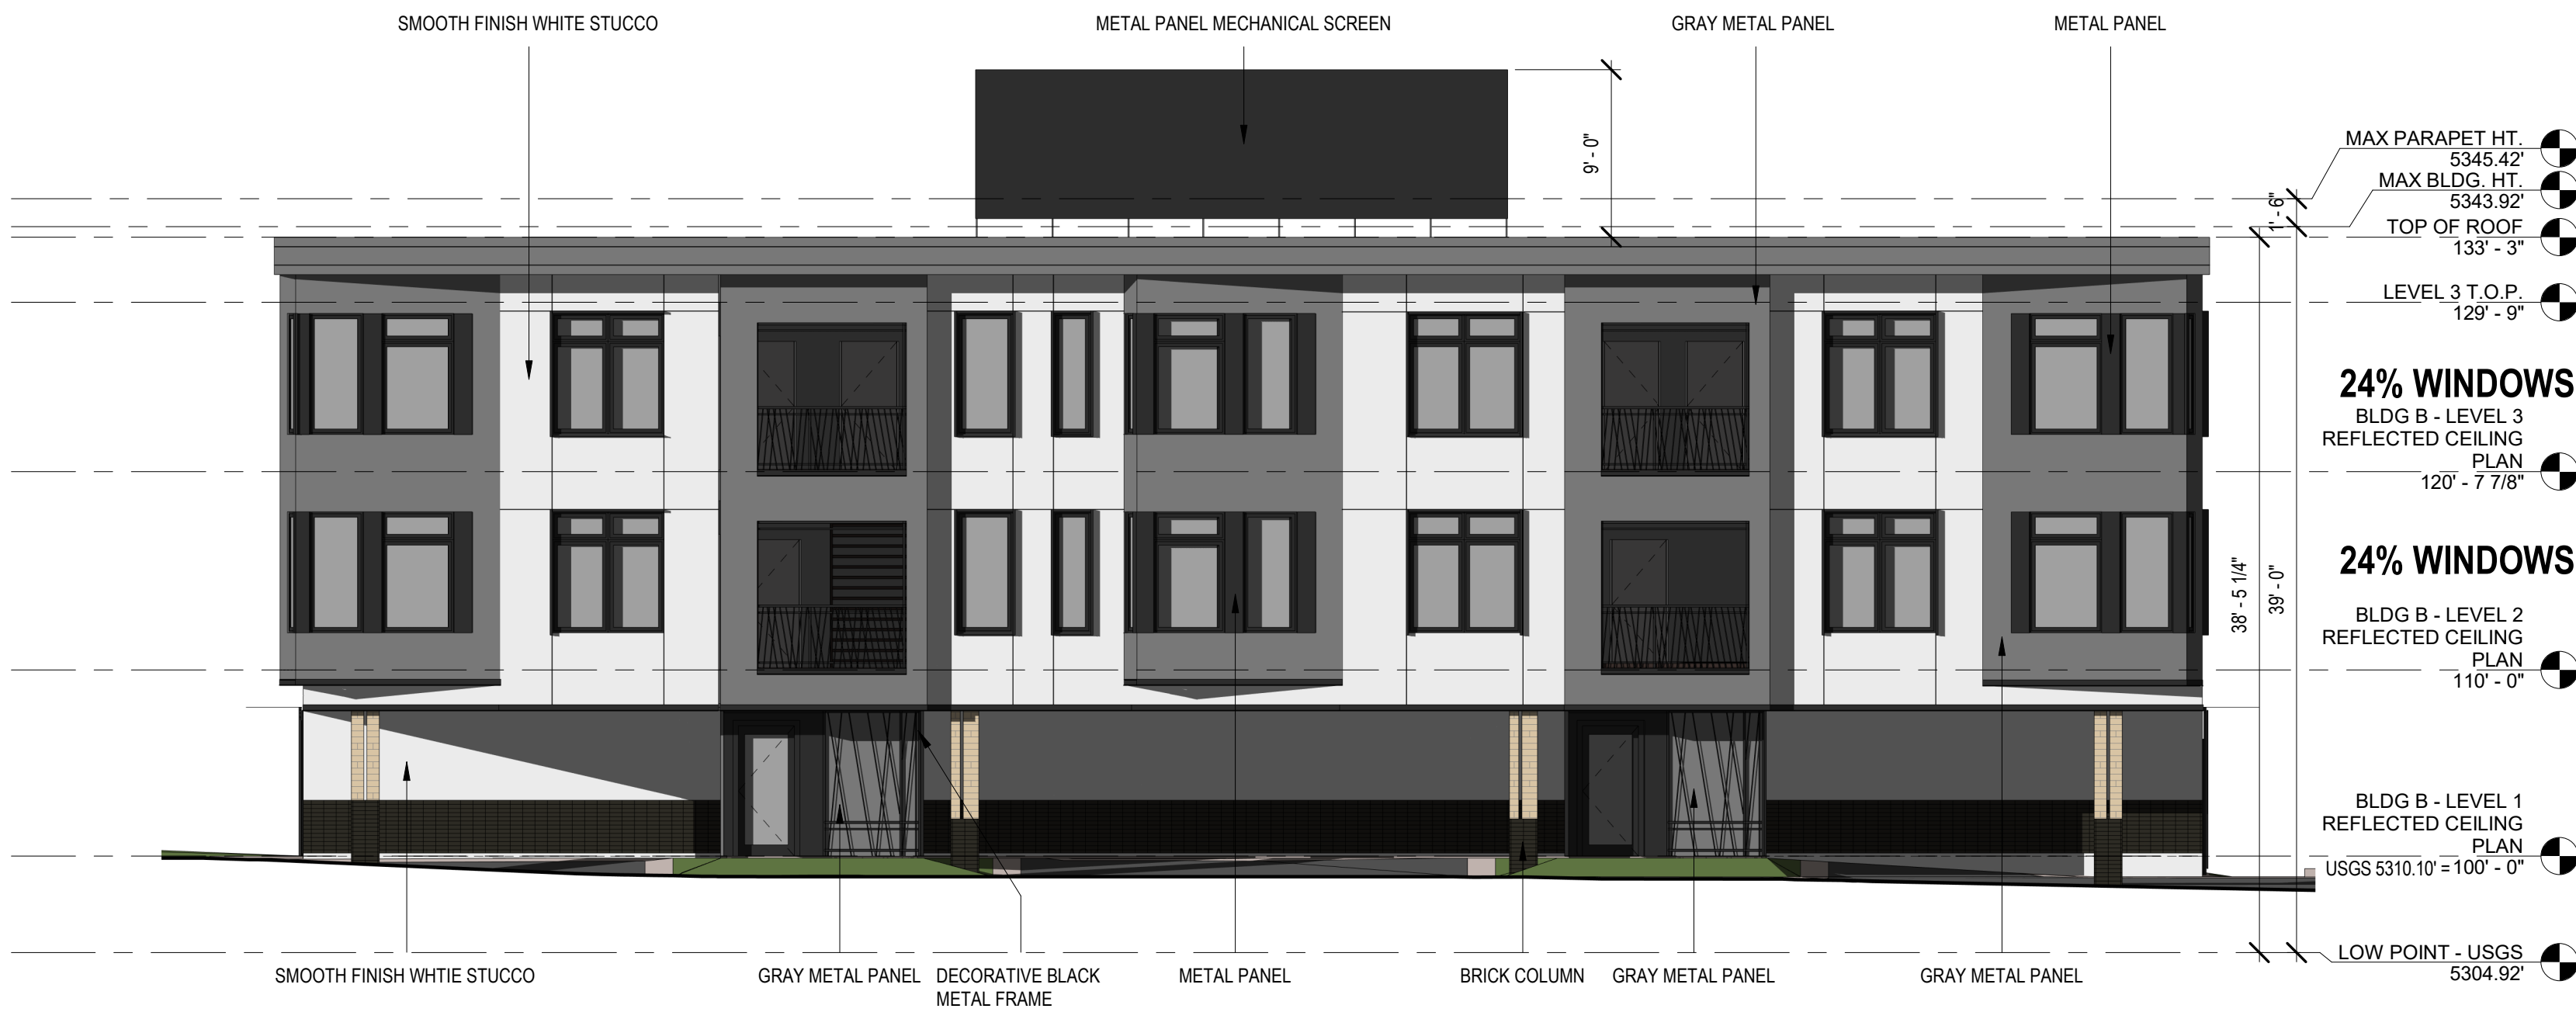 SMOOTH FINISH WHITE STUCCO
METAL PANEL MECHANICAL SCREEN
GRAY METAL PANEL
METAL PANEL
9' - 0"
MAX PARAPET HT.
5345.42'
MAX BLDG. HT.
5343.92'
1' - 6"
TOP OF ROOF
133' - 3"
LEVEL 3 T.O.P.
129' - 9"
24% WINDOWS
BLDG B - LEVEL 3
REFLECTED CEILING
PLAN
120' - 7 7/8"
24% WINDOWS
38' - 5 1/4"
39' - 0"
BLDG B - LEVEL 2
REFLECTED CEILING
PLAN
110' - 0"
BLDG B - LEVEL 1
REFLECTED CEILING
PLAN
USGS 5310.10' = 100' - 0"
LOW POINT - USGS
5304.92'
SMOOTH FINISH WHTIE STUCCO
GRAY METAL PANEL
DECORATIVE BLACK
METAL FRAME
METAL PANEL
BRICK COLUMN
GRAY METAL PANEL
GRAY METAL PANEL